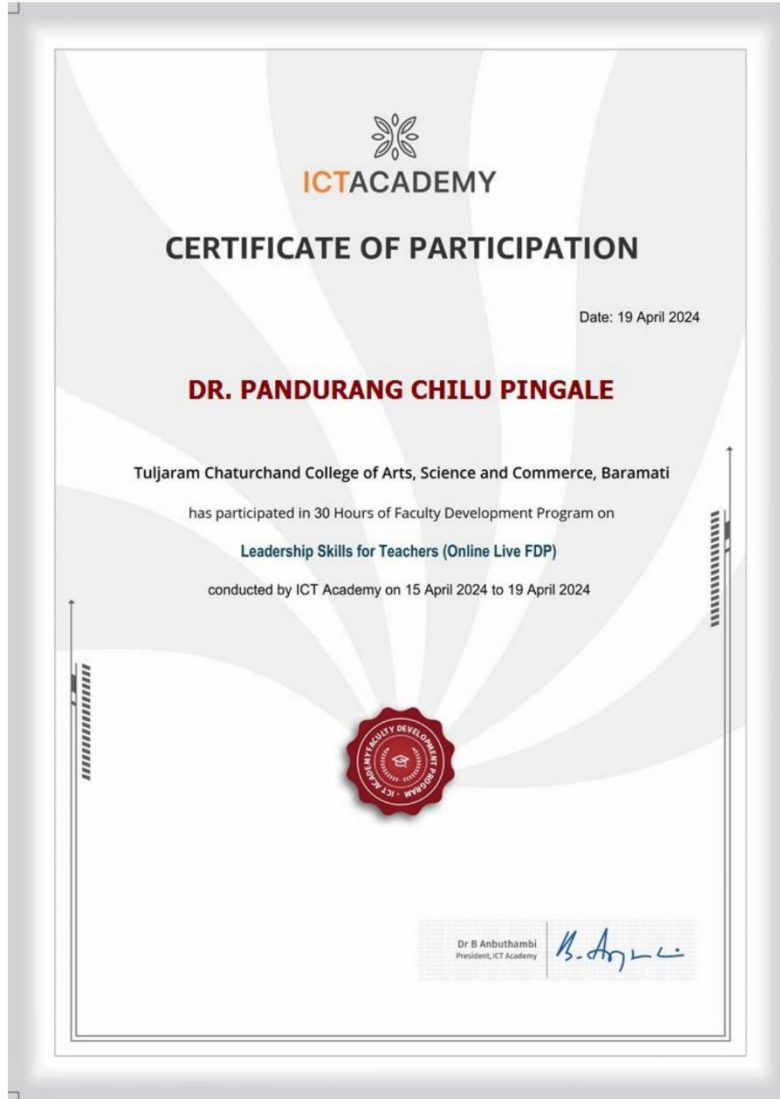 ICTACADEMY
CERTIFICATE OF PARTICIPATION
Date: 19 April 2024
DR. PANDURANG CHILU PINGALE
Tuljaram Chaturchand College of Arts, Science and Commerce, Baramati
has participated in 30 Hours of Faculty Development Program on
Leadership Skills for Teachers (Online Live FDP)
conducted by ICT Academy on 15 April 2024 to 19 April 2024
FACULTY DEVELOPMENT PROGRAM · ICT ACADEMY
Dr B Anbuthambi
President, ICT Academy